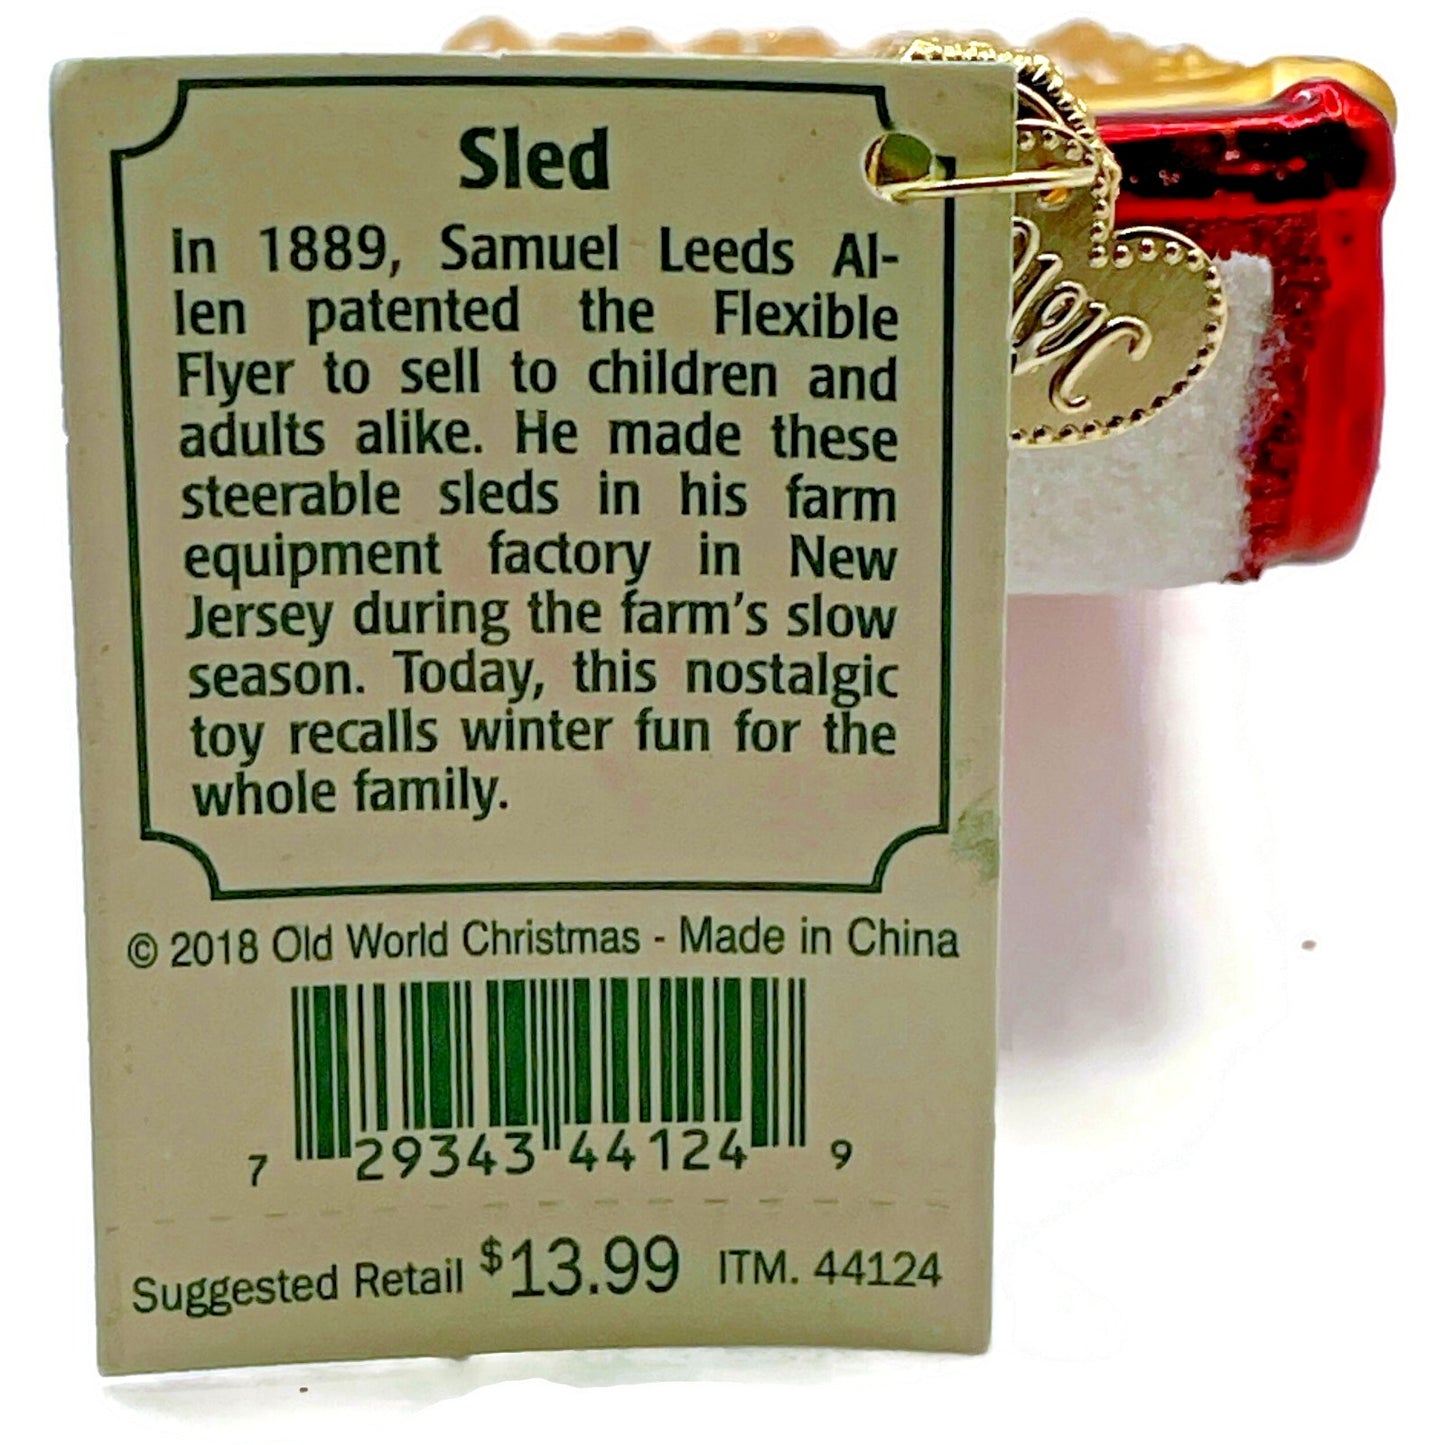 Sled
In 1889, Samuel Leeds Al-
len patented the Flexible
Flyer to sell to children and
adults alike. He made these
steerable sleds in his farm
equipment factory in New
Jersey during the farm's slow
season. Today, this nostalgic
toy recalls winter fun for the
whole family.
© 2018 Old World Christmas - Made in China
7 29343 44124 9
Suggested Retail $13.99 ITM. 44124